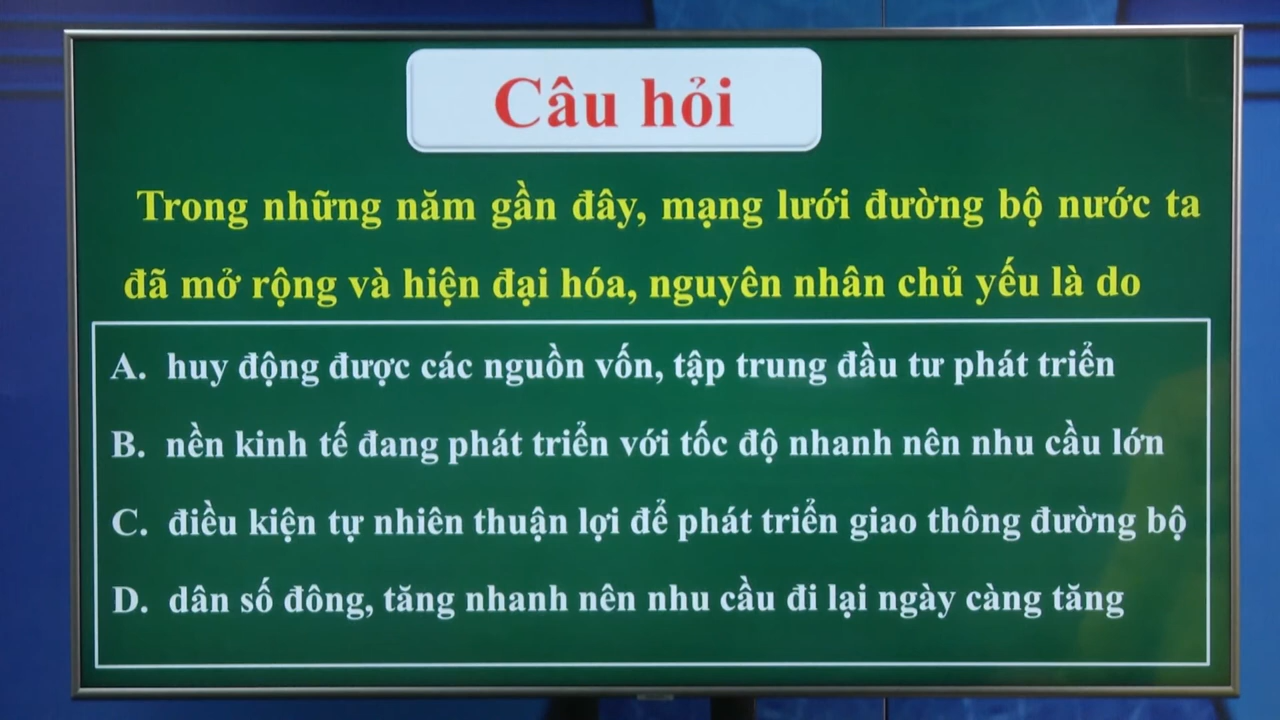 Câu hỏi
Trong những năm gần đây, mạng lưới đường bộ nước ta
đã mở rộng và hiện đại hóa, nguyên nhân chủ yếu là do
A. huy động được các nguồn vốn, tập trung đầu tư phát triển
B. nền kinh tế đang phát triển với tốc độ nhanh nên nhu cầu lớn
C. điều kiện tự nhiên thuận lợi để phát triển giao thông đường bộ
D. dân số đông, tăng nhanh nên nhu cầu đi lại ngày càng tăng